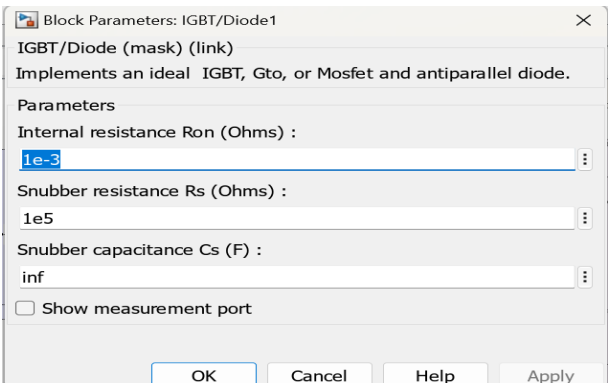 Block Parameters: IGBT/Diode1
IGBT/Diode (mask) (link)
Implements an ideal IGBT, Gto, or Mosfet and antiparallel diode.
Parameters
Internal resistance Ron (Ohms) :
1e-3
Snubber resistance Rs (Ohms) :
1e5
Snubber capacitance Cs (F) :
inf
Show measurement port
OK Cancel Help Apply